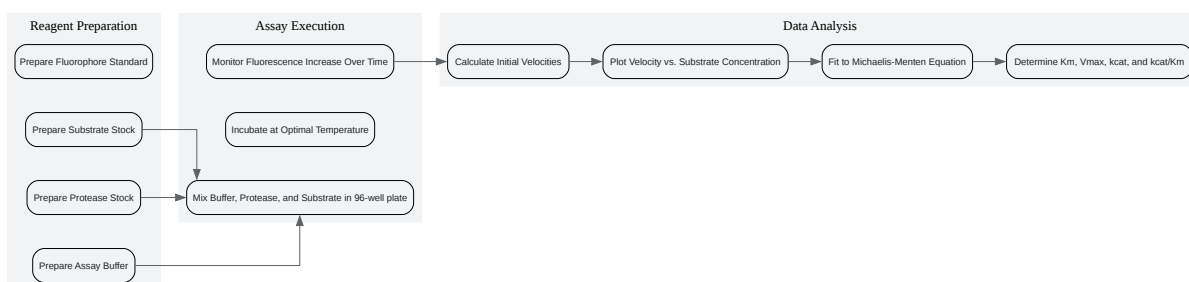 Reagent Preparation
Prepare Fluorophore Standard
Prepare Substrate Stock
Prepare Protease Stock
Prepare Assay Buffer
Assay Execution
Monitor Fluorescence Increase Over Time
Incubate at Optimal Temperature
Mix Buffer, Protease, and Substrate in 96-well plate
Data Analysis
Calculate Initial Velocities
Plot Velocity vs. Substrate Concentration
Fit to Michaelis-Menten Equation
Determine Km, Vmax, kcat, and kcat/Km